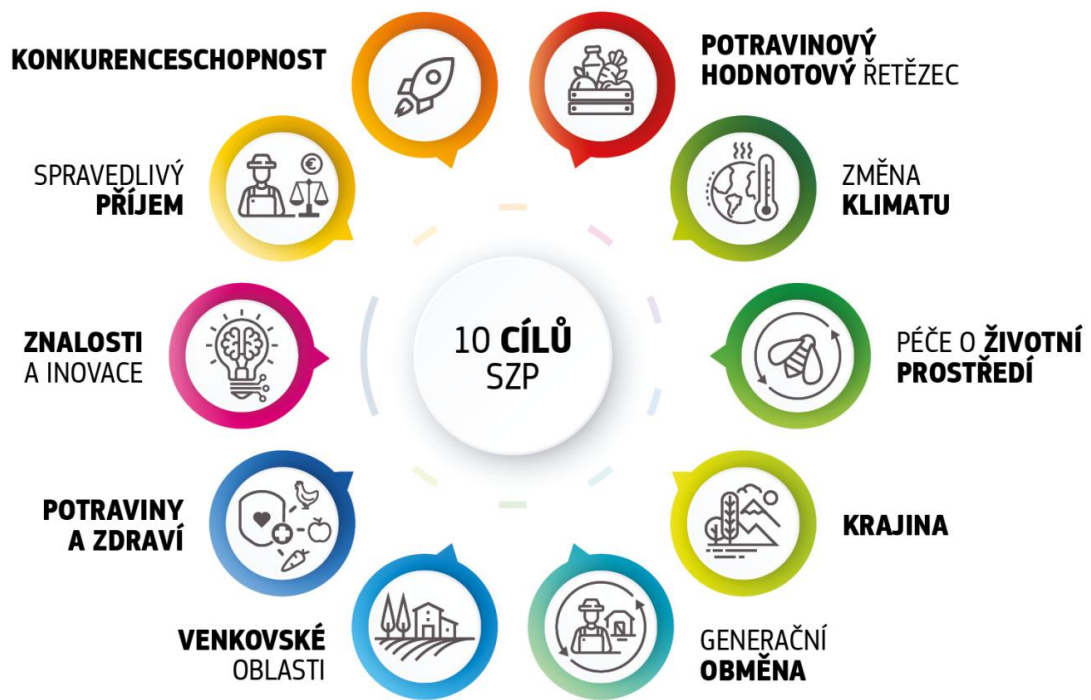 KONKURENCESCHOPNOST
POTRAVINOVÝ
HODNOTOVÝ ŘETĚZEC
SPRAVEDLIVÝ
PŘÍJEM
ZMĚNA
KLIMATU
ZNALOSTI
A INOVACE
10 CÍLŮ
SZP
PÉČE O ŽIVOTNÍ
PROSTŘEDÍ
POTRAVINY
A ZDRAVÍ
KRAJINA
VENKOVSKÉ
OBLASTI
GENERAČNÍ
OBMĚNA